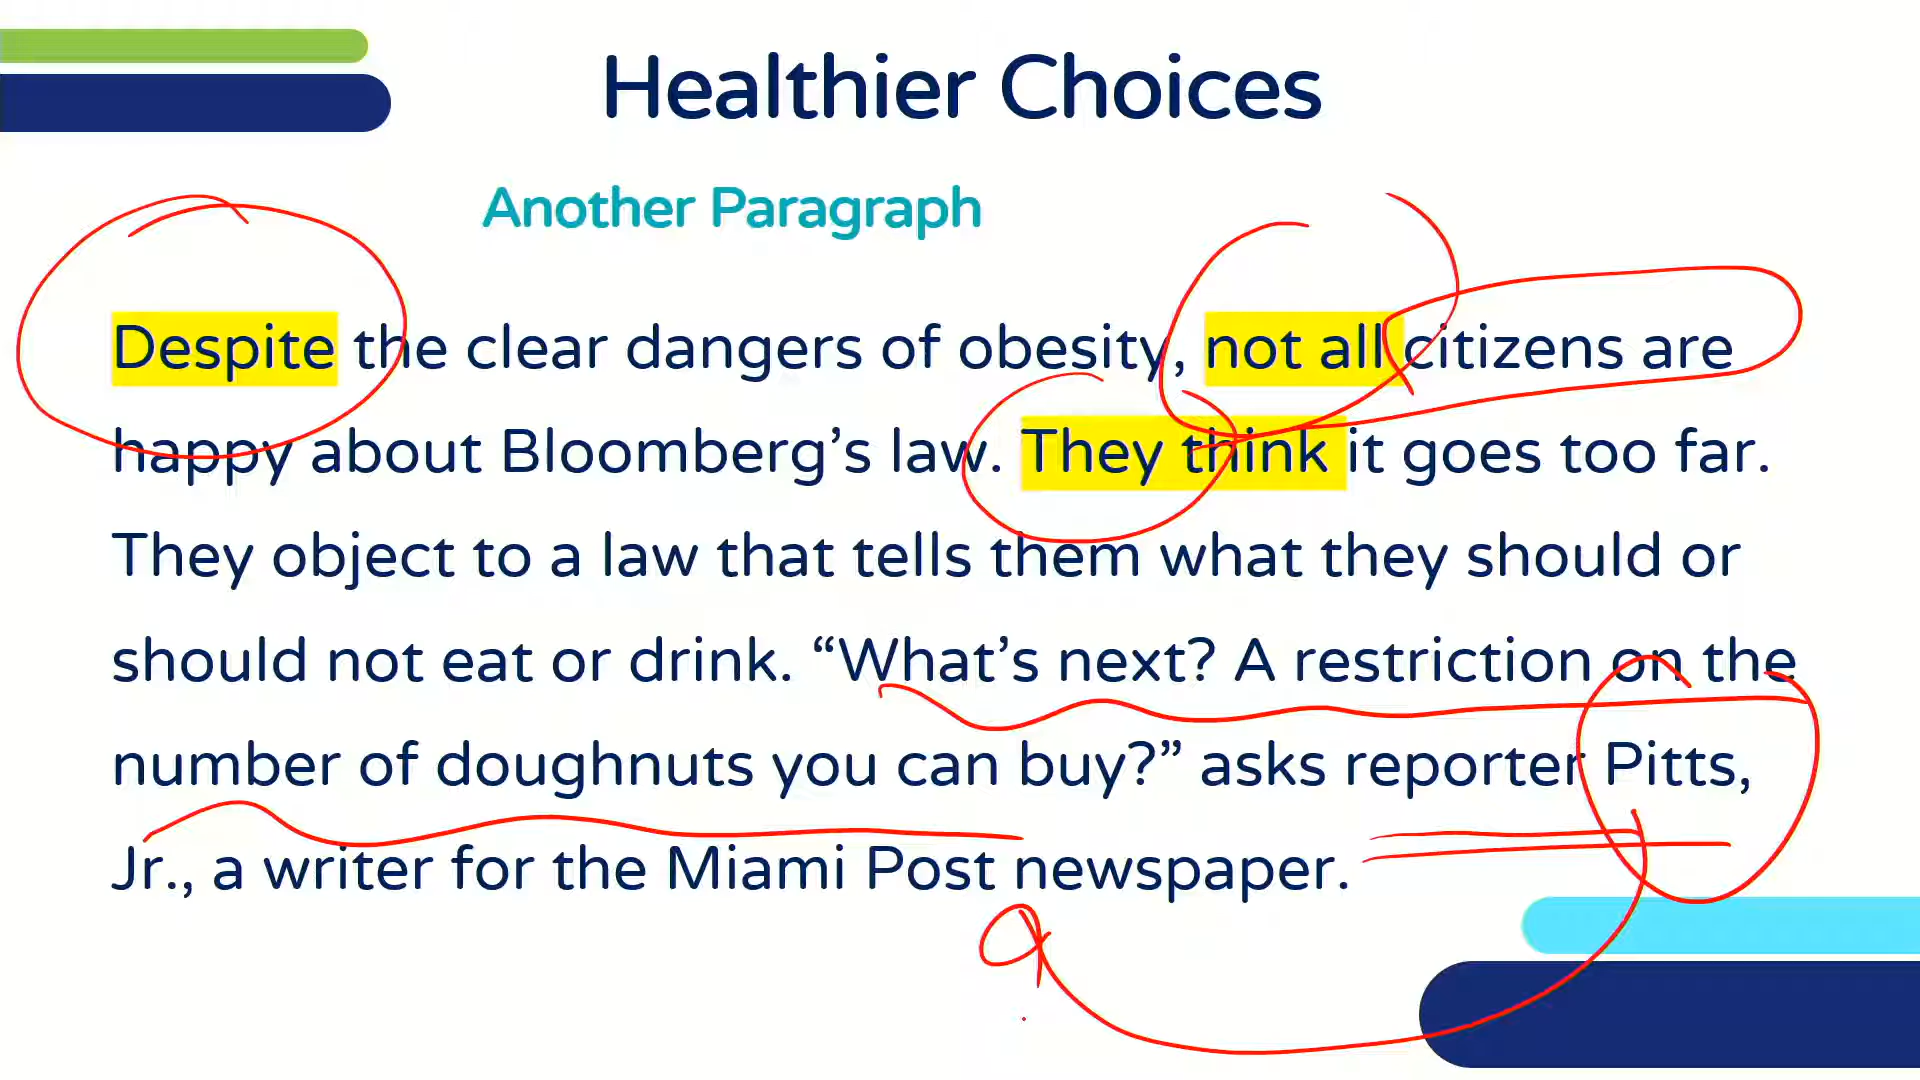 Healthier Choices
Another Paragraph
Despite the clear dangers of obesity, not all citizens are
happy about Bloomberg’s law. They think it goes too far.
They object to a law that tells them what they should or
should not eat or drink. “What’s next? A restriction on the
number of doughnuts you can buy?” asks reporter Pitts,
Jr., a writer for the Miami Post newspaper.